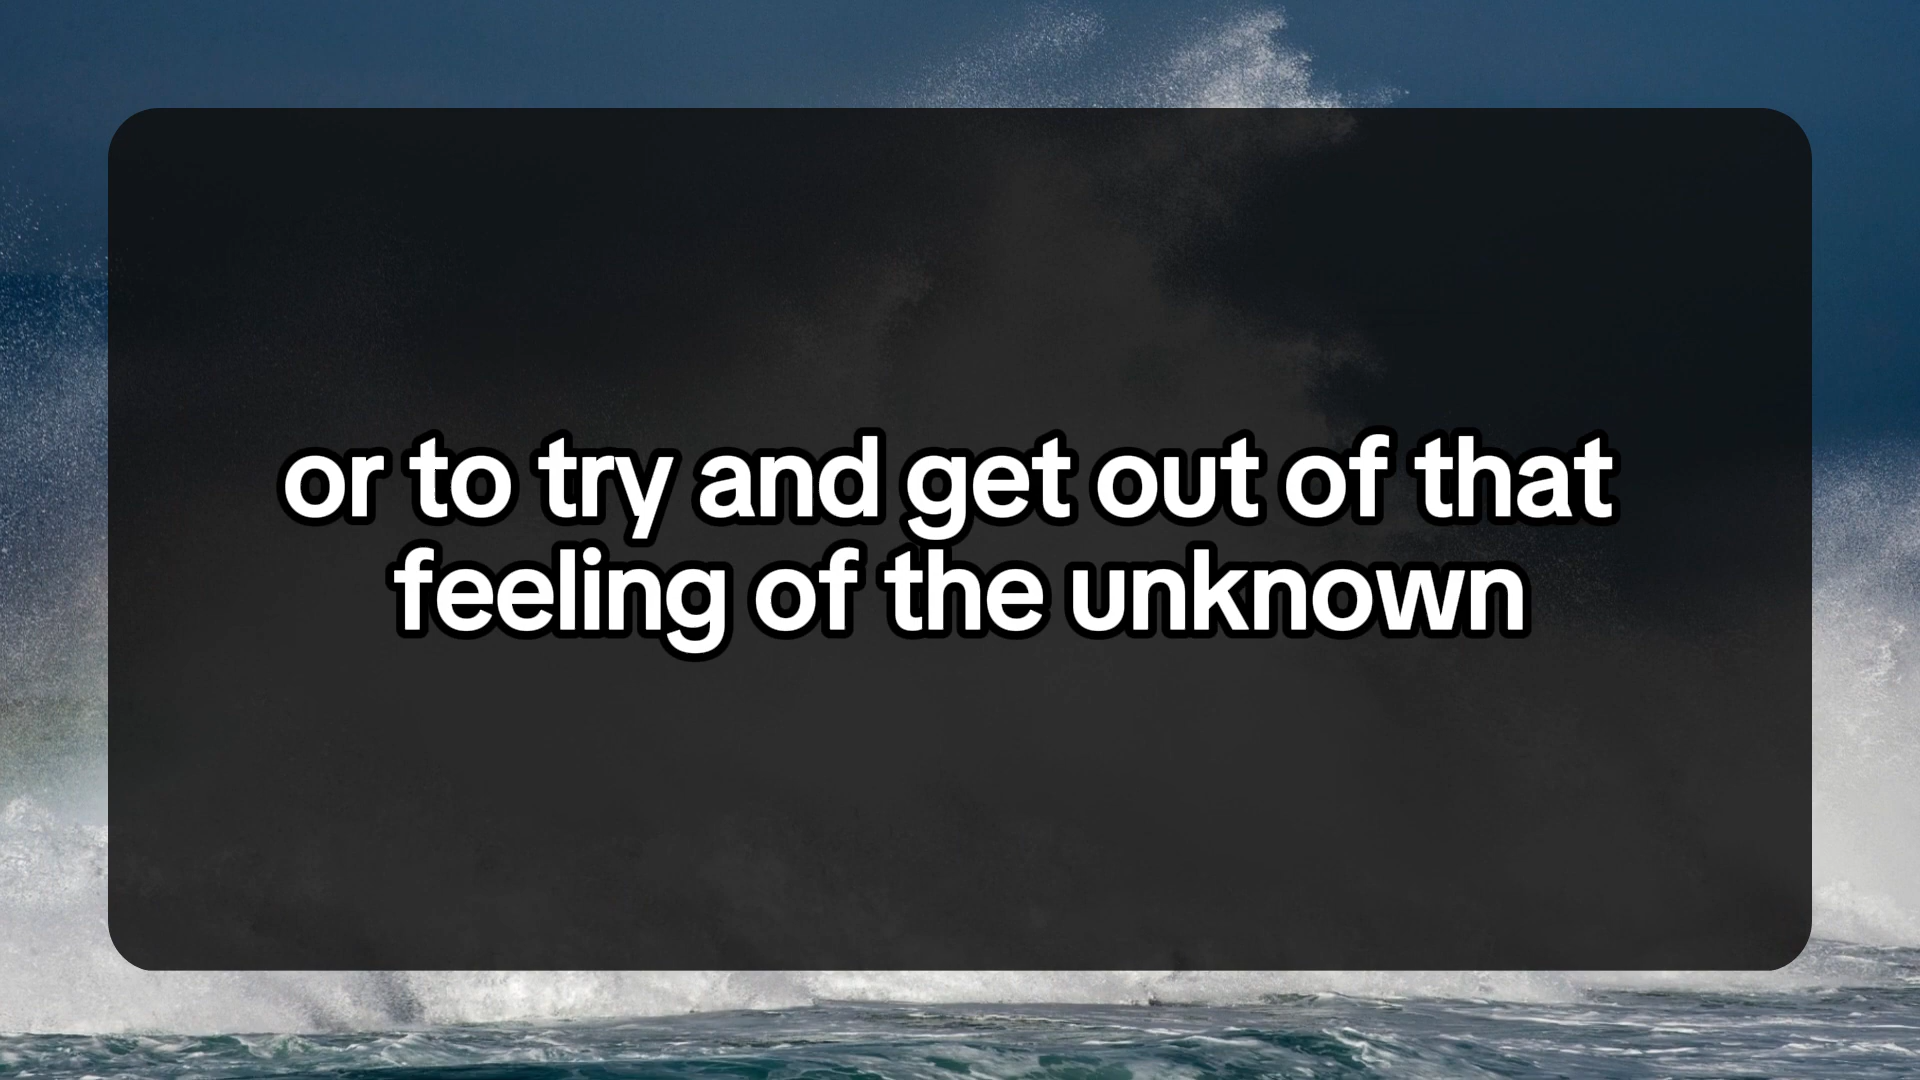 or to try and get out of that
feeling of the unknown